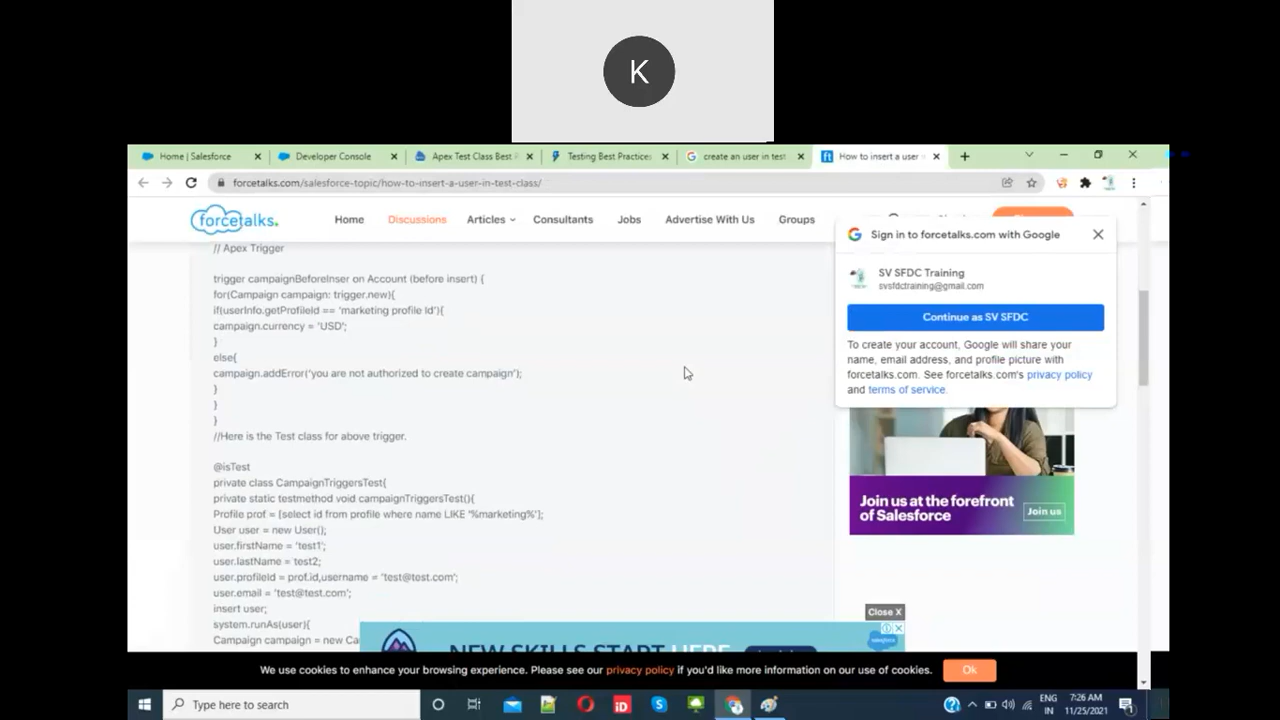 K
Home | Salesforce
Developer Console
Apex Test Class Best
Testing Best Practices
create an user in test
How to insert a user
forcetalks.com/salesforce-topic/how-to-insert-a-user-in-test-class/
forcetalks.
Home
Discussions
Articles
Consultants
Jobs
Advertise With Us
Groups
Sign in to forcetalks.com with Google
SV SFDC Training
svsfdctraining@gmail.com
Continue as SV SFDC
To create your account, Google will share your
name, email address, and profile picture with
forcetalks.com. See forcetalks.com's privacy policy
and terms of service.
// Apex Trigger
trigger campaignBeforeInser on Account (before insert) {
for(Campaign campaign: trigger.new){
if(userInfo.getProfileId == 'marketing profile Id'){
campaign.currency = 'USD';
}
else{
campaign.addError('you are not authorized to create campaign');
}
}
}
//Here is the Test class for above trigger.
@isTest
private class CampaignTriggersTest{
private static testmethod void campaignTriggersTest(){
Profile prof = [select id from profile where name LIKE '%marketing%'];
User user = new User();
user.firstName = 'test1';
user.lastName = test2;
user.profileId = prof.id,username = 'test@test.com';
user.email = 'test@test.com';
insert user;
system.runAs(user){
Campaign campaign = new Ca
Join us at the forefront
of Salesforce
Join us
Close X
NEW SKILLS START HERE
We use cookies to enhance your browsing experience. Please see our privacy policy if you'd like more information on our use of cookies.
Ok
Type here to search
ENG
IN
7:26 AM
11/25/2021